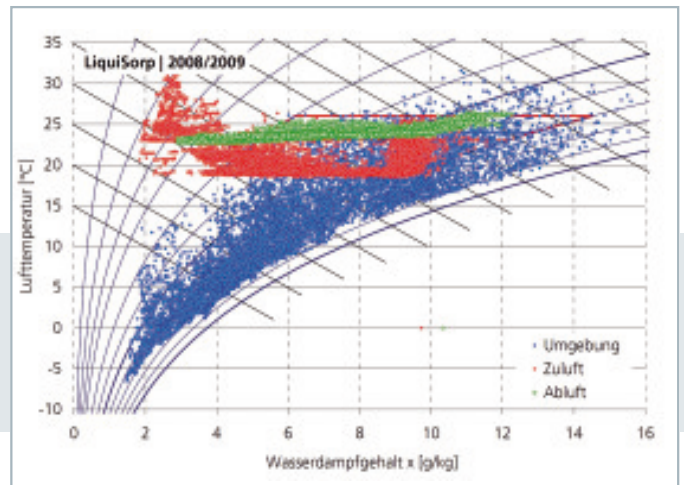 35
LiquiSorp | 2008/2009
30
25
20
15
10
5
0
-5
-10
Lufttemperatur [°C]
Umgebung
Zuluft
Abluft
0 2 4 6 8 10 12 14 16
Wasserdampfgehalt x [g/kg]